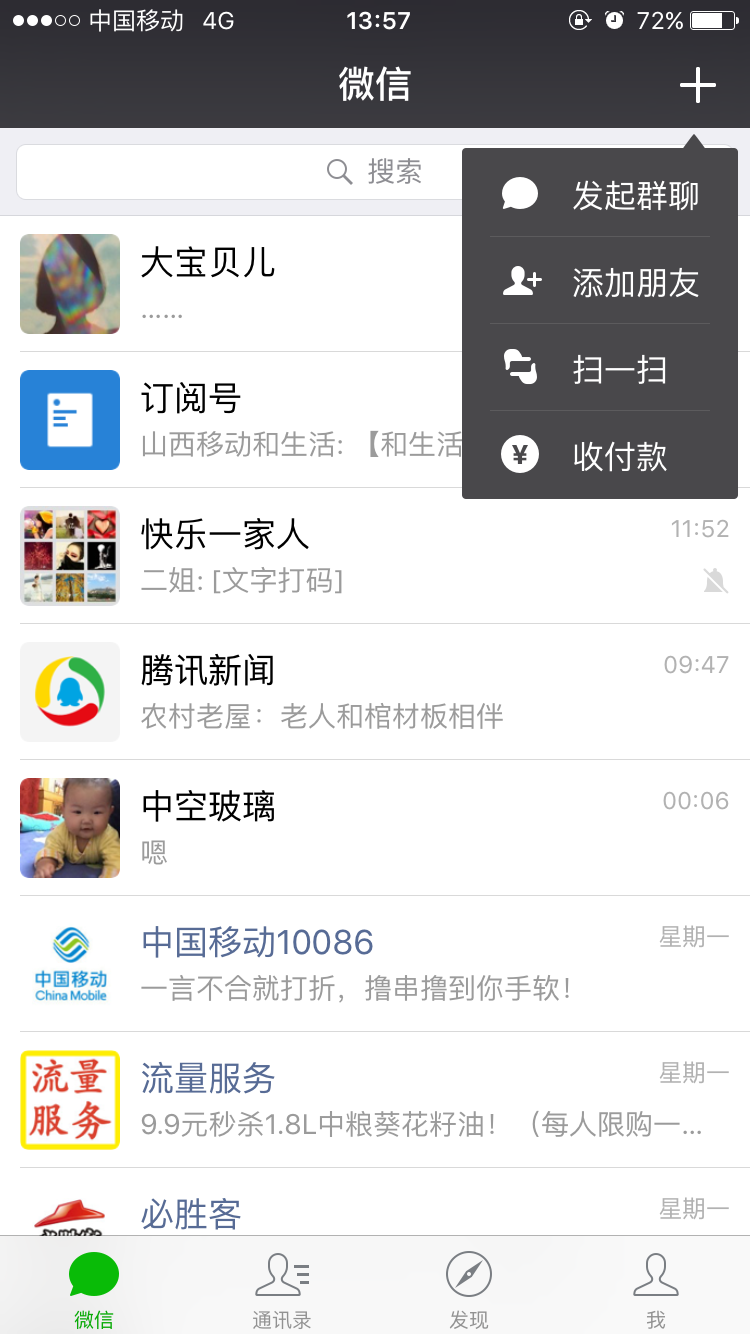 中国移动 4G 13:57 72%
微信
搜索
发起群聊
添加朋友
扫一扫
收付款
大宝贝儿
……
订阅号
山西移动和生活: 【和生活
快乐一家人 11:52
二姐: [文字打码]
腾讯新闻 09:47
农村老屋：老人和棺材板相伴
中空玻璃 00:06
嗯
中国移动10086 星期一
一言不合就打折，撸串撸到你手软！
中国移动
China Mobile
流量服务 星期一
9.9元秒杀1.8L中粮葵花籽油！（每人限购一...
流量
服务
必胜客 星期一
微信 通讯录 发现 我